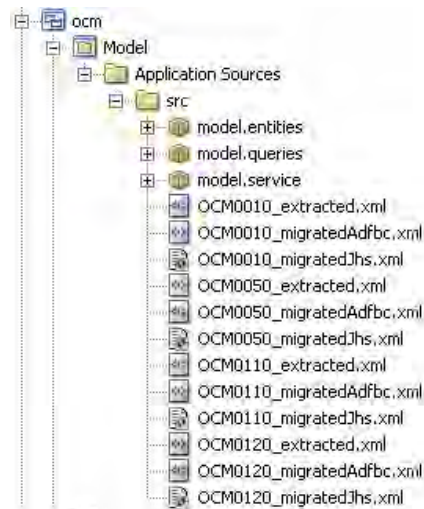 ocm
Model
Application Sources
src
model.entities
model.queries
model.service
OCM0010_extracted.xml
OCM0010_migratedAdfbc.xml
OCM0010_migratedJhs.xml
OCM0050_extracted.xml
OCM0050_migratedAdfbc.xml
OCM0050_migratedJhs.xml
OCM0110_extracted.xml
OCM0110_migratedAdfbc.xml
OCM0110_migratedJhs.xml
OCM0120_extracted.xml
OCM0120_migratedAdfbc.xml
OCM0120_migratedJhs.xml